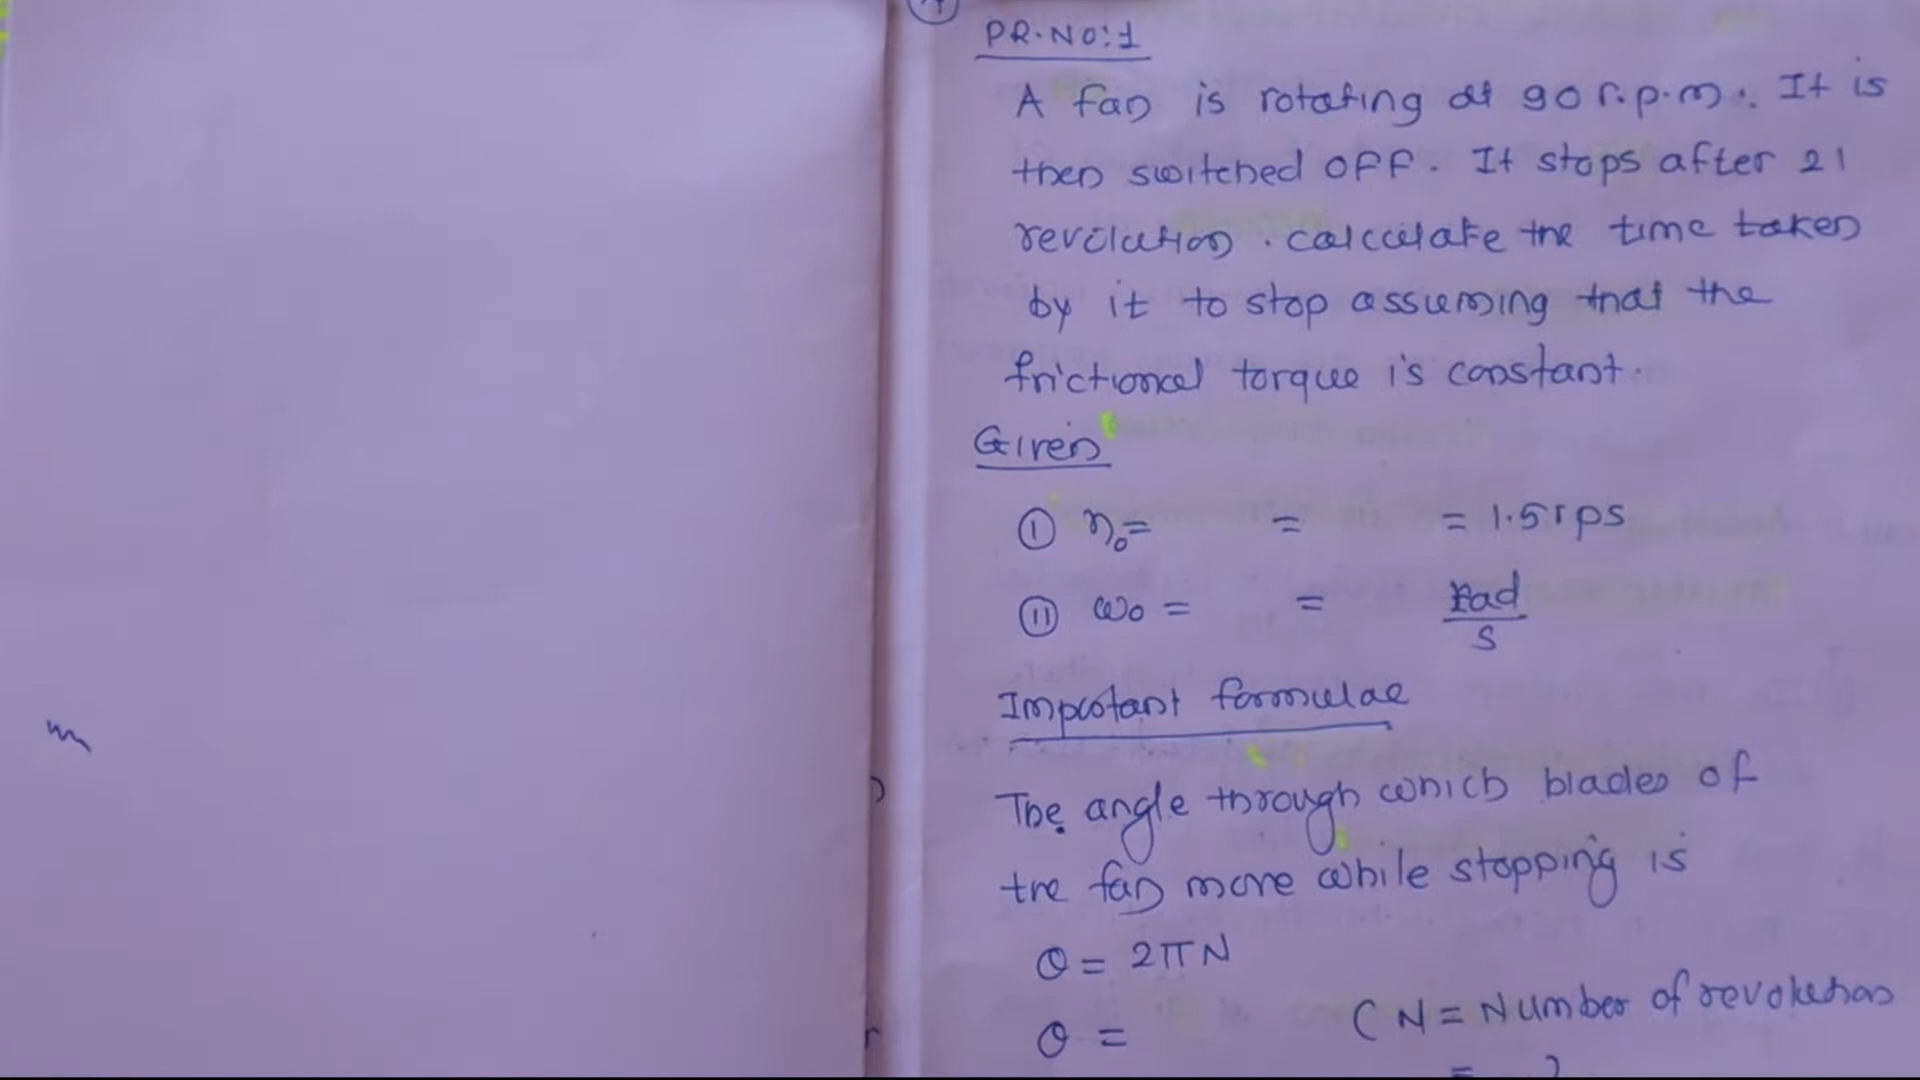 PR.NO:1
A fan is rotating at 90 r.p.m. It is
then switched OFF. It stops after 21
revolution. calculate the time taken
by it to stop assuming that the
frictional torque is constant.
Given
① n₀= = = 1.5 rps
② ω₀ = = rad/s
Important formulae
The angle through which blades of
the fan move while stopping is
θ = 2πN
θ = (N = Number of revolutions
= )